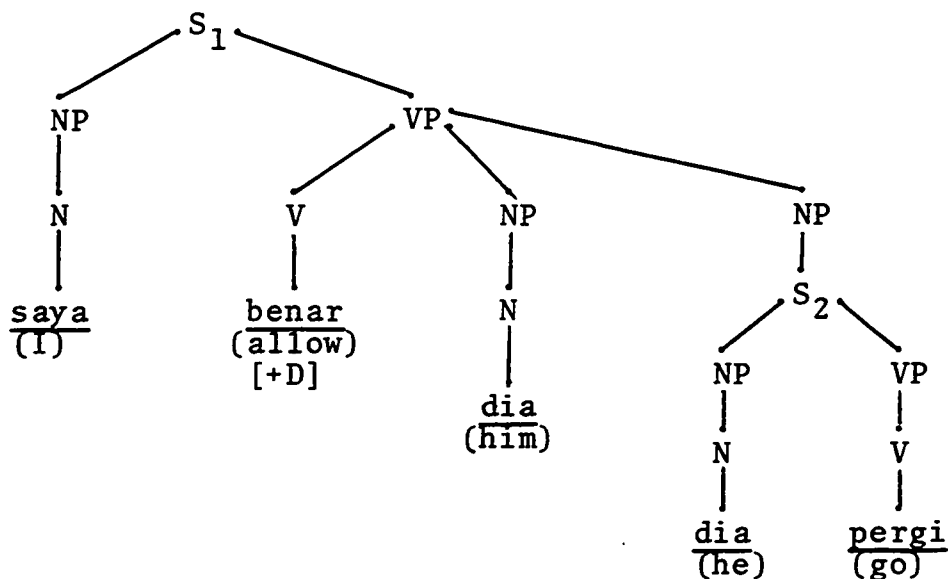 S1
NP VP
N V NP NP
saya benar N S2
(I) (allow)
[+D] NP VP
dia
(him) N V
dia pergi
(he) (go)